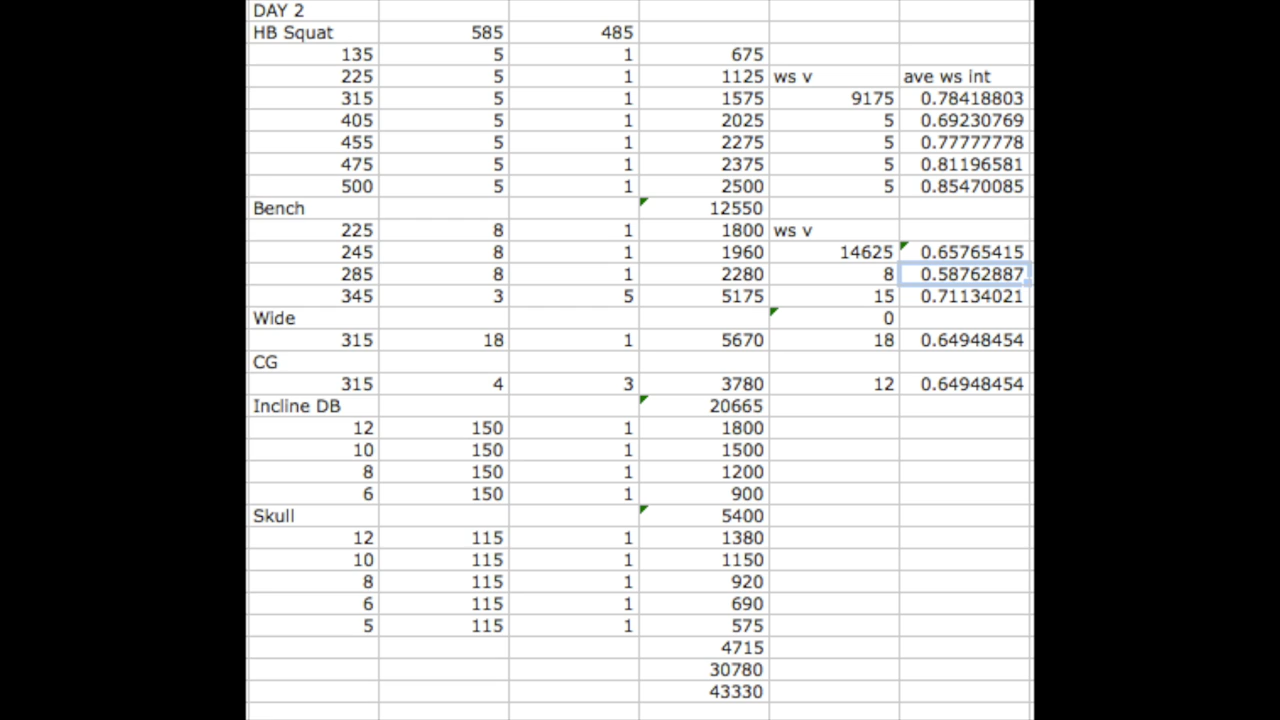 DAY 2
HB Squat 585 485
135 5 1 675
225 5 1 1125 ws v ave ws int
315 5 1 1575 9175 0.78418803
405 5 1 2025 5 0.69230769
455 5 1 2275 5 0.77777778
475 5 1 2375 5 0.81196581
500 5 1 2500 5 0.85470085
Bench 12550
225 8 1 1800 ws v
245 8 1 1960 14625 0.65765415
285 8 1 2280 8 0.58762887
345 3 5 5175 15 0.71134021
Wide 0
315 18 1 5670 18 0.64948454
CG
315 4 3 3780 12 0.64948454
Incline DB 20665
12 150 1 1800
10 150 1 1500
8 150 1 1200
6 150 1 900
Skull 5400
12 115 1 1380
10 115 1 1150
8 115 1 920
6 115 1 690
5 115 1 575
4715
30780
43330